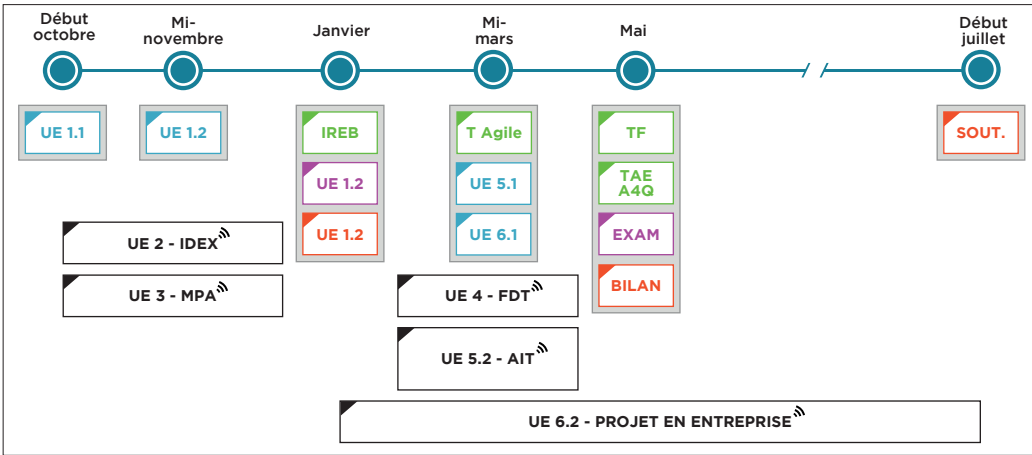 Début
octobre
Mi-
novembre
Janvier
Mi-
mars
Mai
Début
juillet
UE 1.1
UE 1.2
IREB
T Agile
TF
SOUT.
UE 1.2
UE 5.1
TAE
A4Q
UE 1.2
UE 6.1
EXAM
BILAN
UE 2 - IDEX
UE 3 - MPA
UE 4 - FDT
UE 5.2 - AIT
UE 6.2 - PROJET EN ENTREPRISE